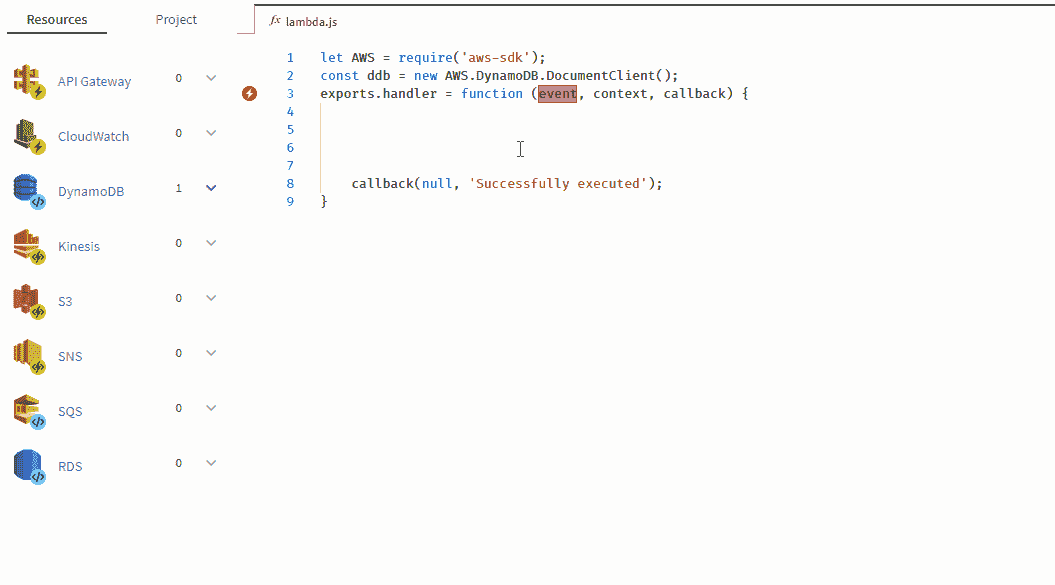 Resources Project
API Gateway 0
CloudWatch 0
DynamoDB 1
Kinesis 0
S3 0
SNS 0
SQS 0
RDS 0
fx lambda.js
1 let AWS = require('aws-sdk');
2 const ddb = new AWS.DynamoDB.DocumentClient();
3 exports.handler = function (event, context, callback) {
4
5
6
7
8 callback(null, 'Successfully executed');
9 }